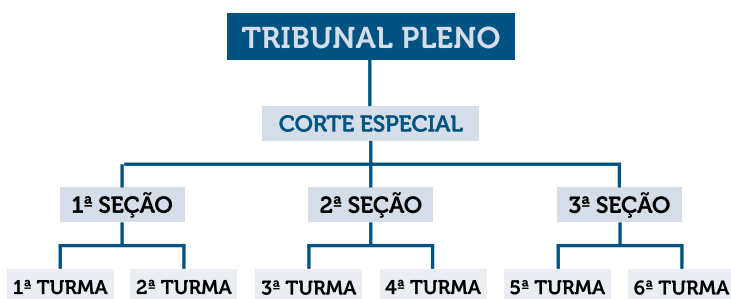 TRIBUNAL PLENO
CORTE ESPECIAL
1ª SEÇÃO
2ª SEÇÃO
3ª SEÇÃO
1ª TURMA
2ª TURMA
3ª TURMA
4ª TURMA
5ª TURMA
6ª TURMA